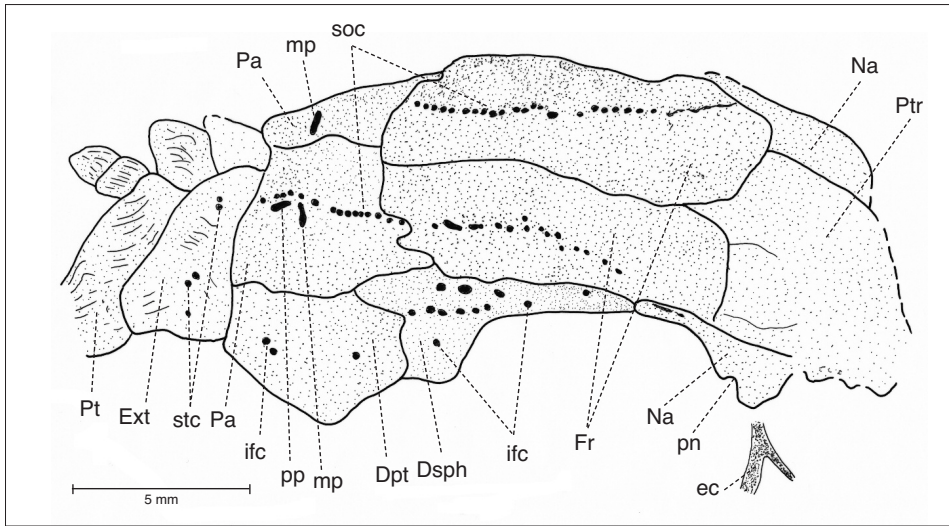 soc
mp
Pa
Na
Ptr
Pt
Ext
stc
Pa
ifc
pp
mp
Dpt
Dsph
ifc
Fr
Na
pn
ec
5 mm